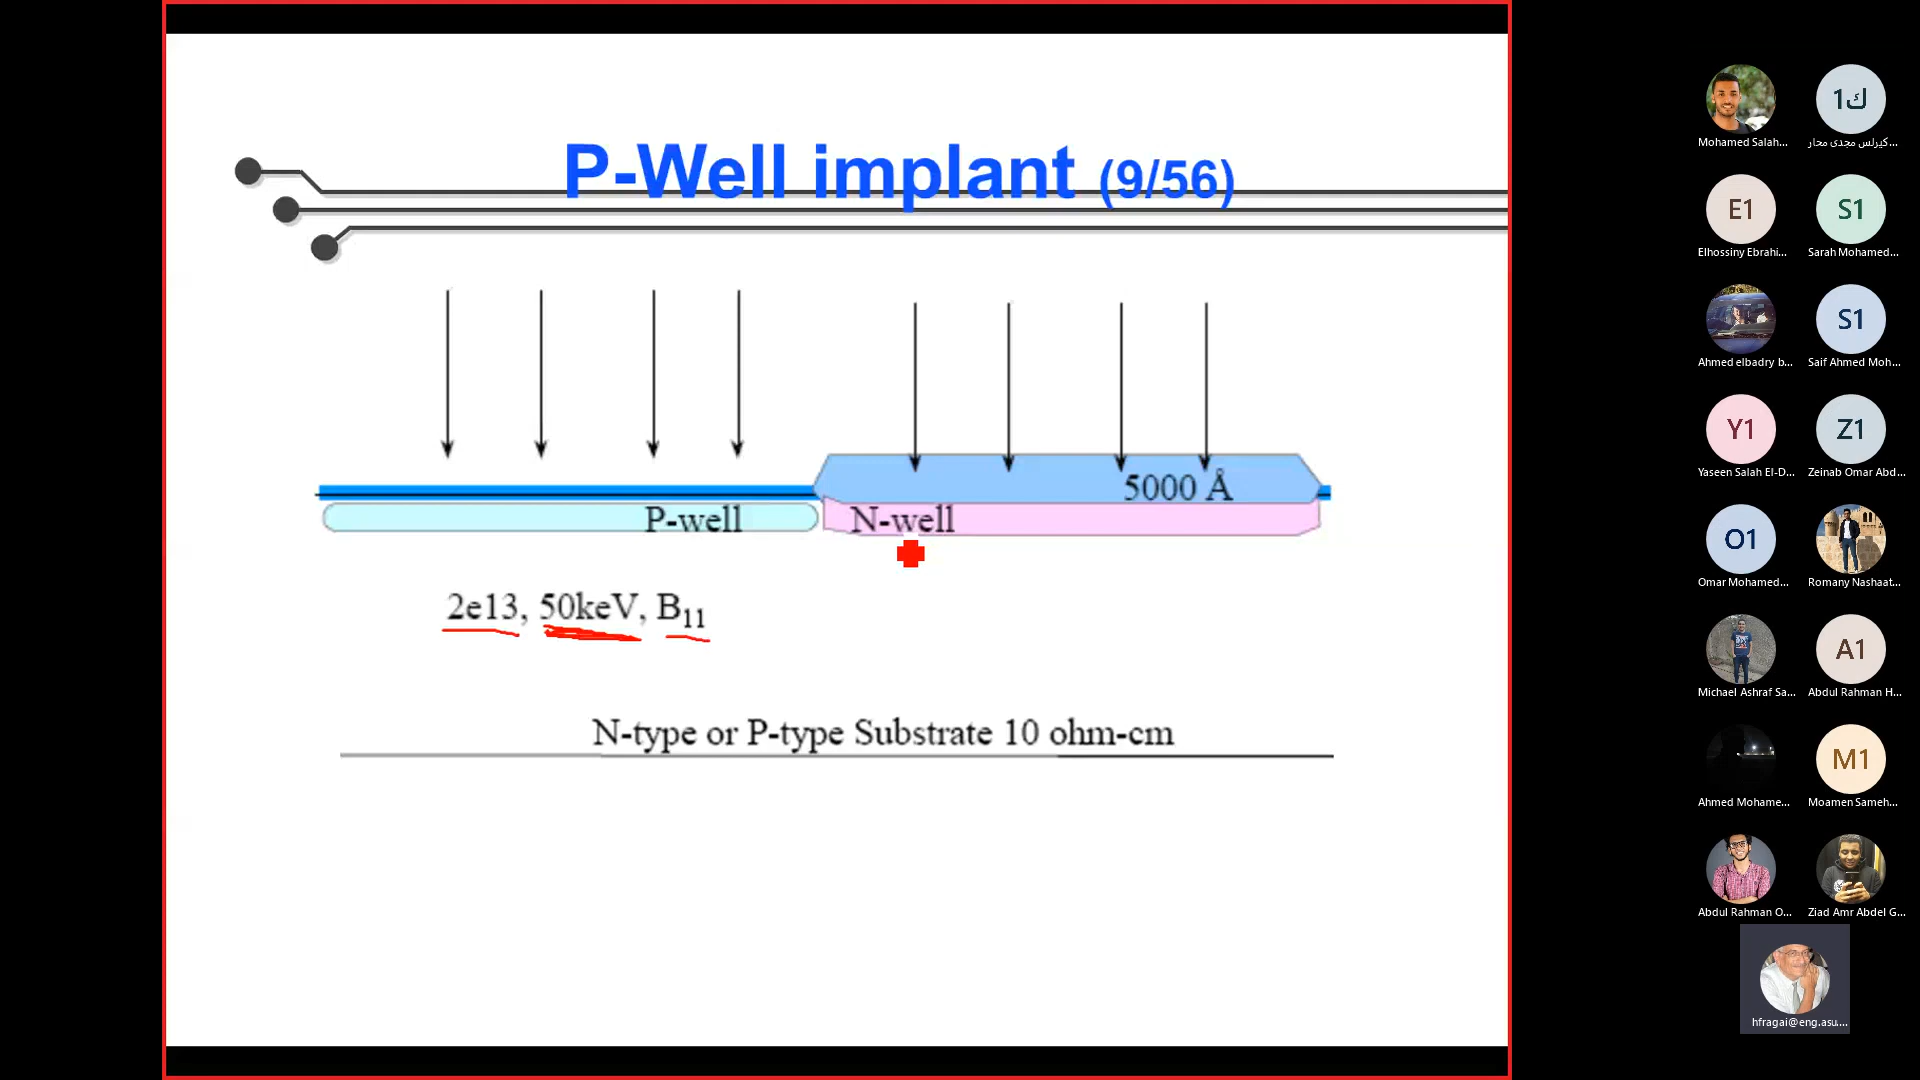 P-Well implant (9/56)
5000 Å
P-well
N-well
2e13, 50keV, B11
N-type or P-type Substrate 10 ohm-cm
Mohamed Salah...
ك1
كيرلس مجدى محار...
E1
Elhossiny Ebrahi...
S1
Sarah Mohamed...
Ahmed elbadry b...
S1
Saif Ahmed Moh...
Y1
Yaseen Salah El-D...
Z1
Zeinab Omar Abd...
O1
Omar Mohamed...
Romany Nashaat...
Michael Ashraf Sa...
A1
Abdul Rahman H...
Ahmed Mohame...
M1
Moamen Sameh...
Abdul Rahman O...
Ziad Amr Abdel G...
hfragai@eng.asu....